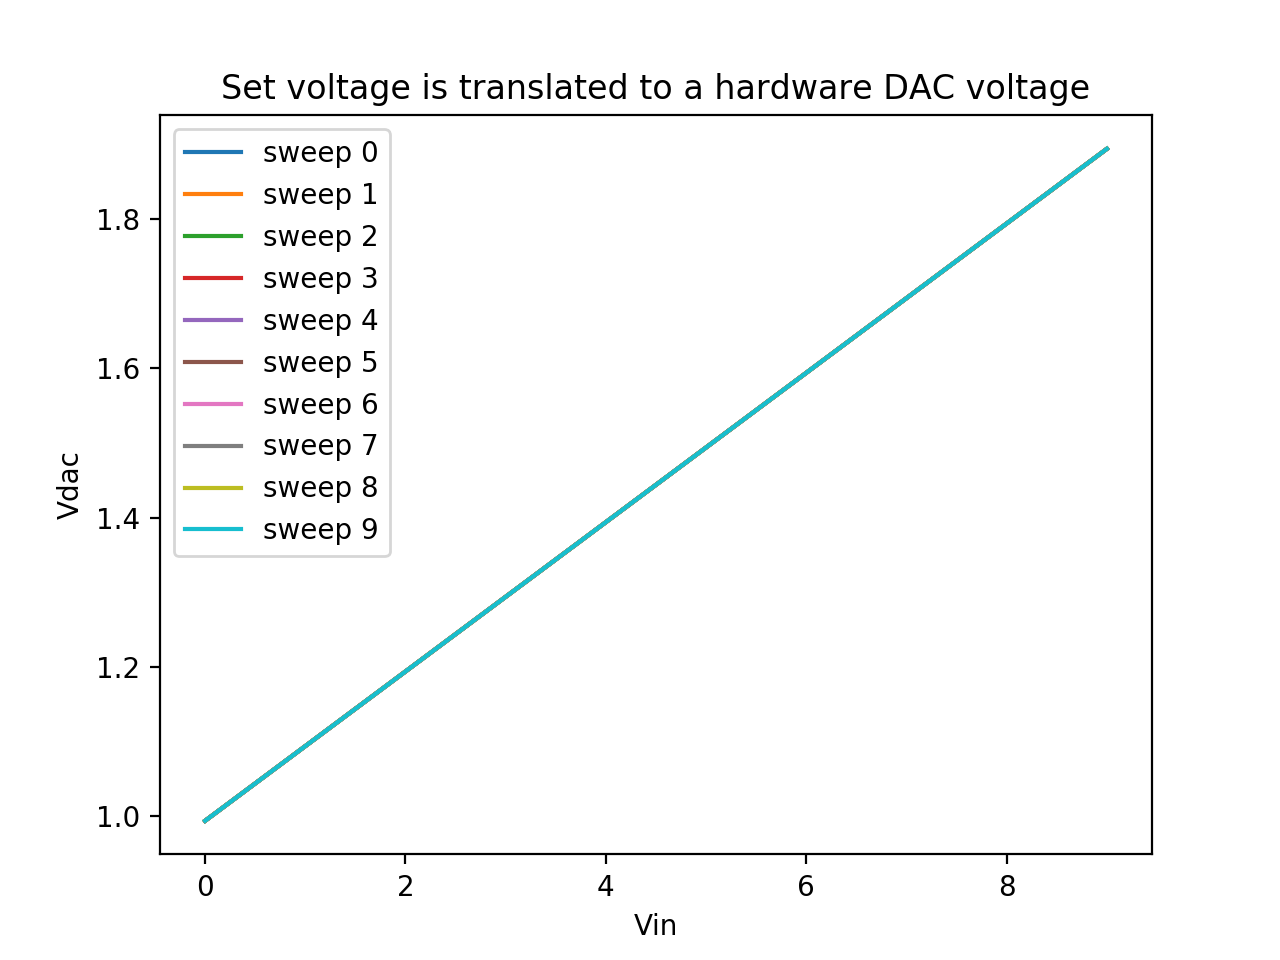 Set voltage is translated to a hardware DAC voltage
sweep 0
sweep 1
sweep 2
sweep 3
sweep 4
sweep 5
sweep 6
sweep 7
sweep 8
sweep 9
1.8
1.6
1.4
1.2
1.0
Vdac
0 2 4 6 8
Vin